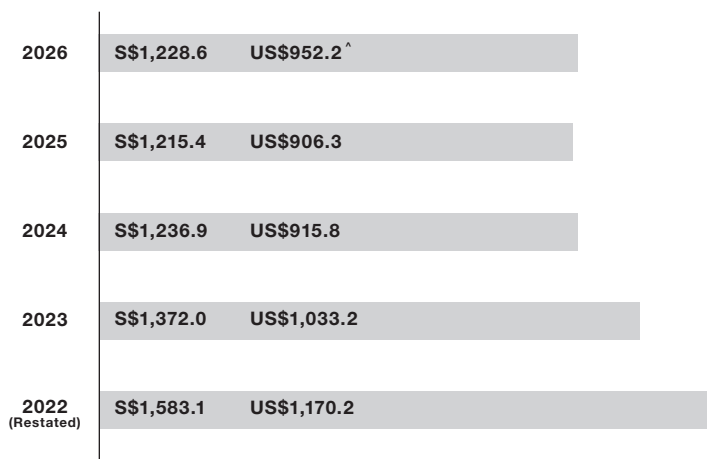 2026 S$1,228.6 US$952.2^
2025 S$1,215.4 US$906.3
2024 S$1,236.9 US$915.8
2023 S$1,372.0 US$1,033.2
2022 S$1,583.1 US$1,170.2
(Restated)